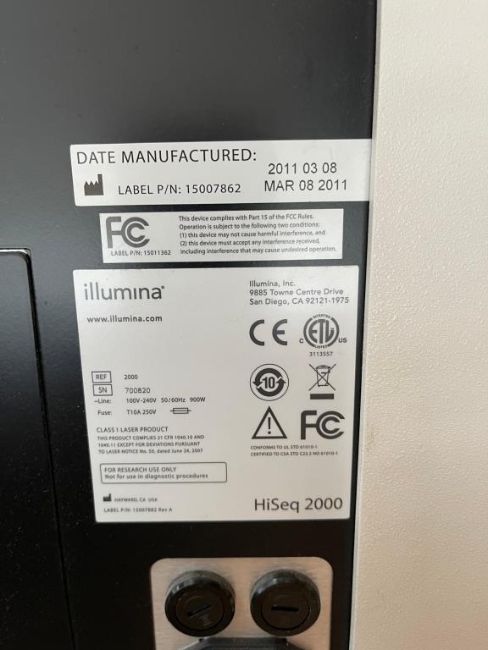 DATE MANUFACTURED:
2011 03 08
LABEL P/N: 15007862
MAR 08 2011
FC
LABEL P/N: 15011362
This device complies with Part 15 of the FCC Rules.
Operation is subject to the following two conditions:
(1) this device may not cause harmful interference, and
(2) this device must accept any interference received,
including interference that may cause undesired operation.
illumina®
www.illumina.com
Illumina, Inc.
9885 Towne Centre Drive
San Diego, CA 92121-1975
CE
C ETL US
3113557
REF 2000
SN 700820
~Line: 100V-240V 50/60Hz 900W
Fuse: T10A 250V
10
FC
CLASS 1 LASER PRODUCT
THIS PRODUCT COMPLIES 21 CFR 1040.10 AND
1040.11 EXCEPT FOR DEVIATIONS PURSUANT
TO LASER NOTICE No. 50, dated June 24, 2007
CONFORMS TO UL STD 61010-1
CERTIFIED TO CSA STD C22.2 NO 61010-1
FOR RESEARCH USE ONLY
Not for use in diagnostic procedures
HAYWARD, CA USA
LABEL P/N: 15007862 Rev A
HiSeq 2000